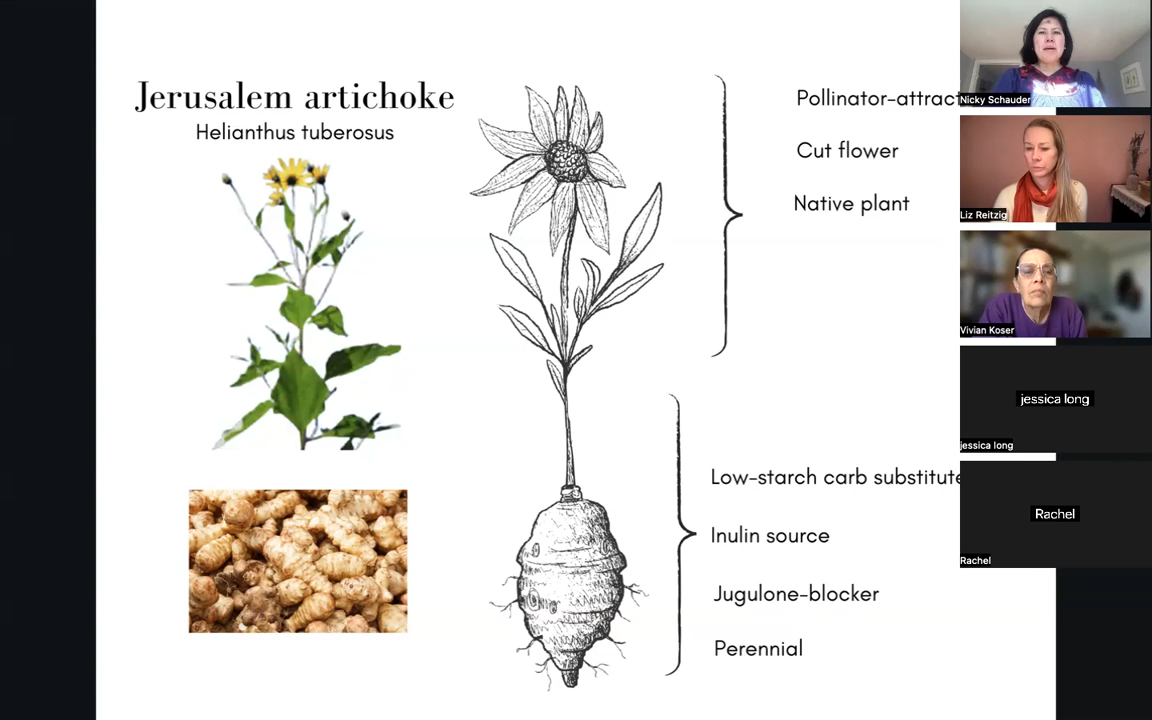 Jerusalem artichoke
Helianthus tuberosus
Pollinator-attract
Cut flower
Native plant
Low-starch carb substitute
Inulin source
Jugulone-blocker
Perennial
Nicky Schauder
Liz Reitzig
Vivian Koser
jessica long
jessica long
Rachel
Rachel